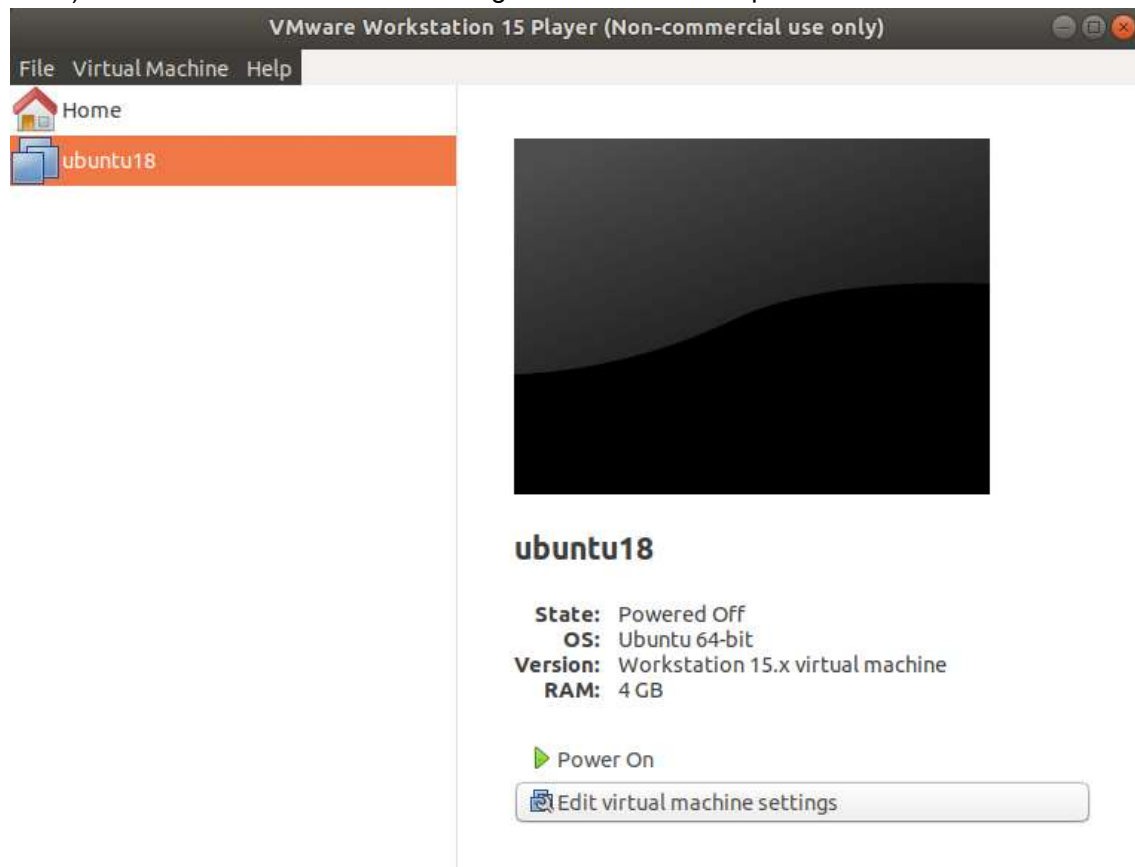 VMware Workstation 15 Player (Non-commercial use only)
File Virtual Machine Help
Home
ubuntu18
ubuntu18
State: Powered Off
OS: Ubuntu 64-bit
Version: Workstation 15.x virtual machine
RAM: 4 GB
Power On
Edit virtual machine settings